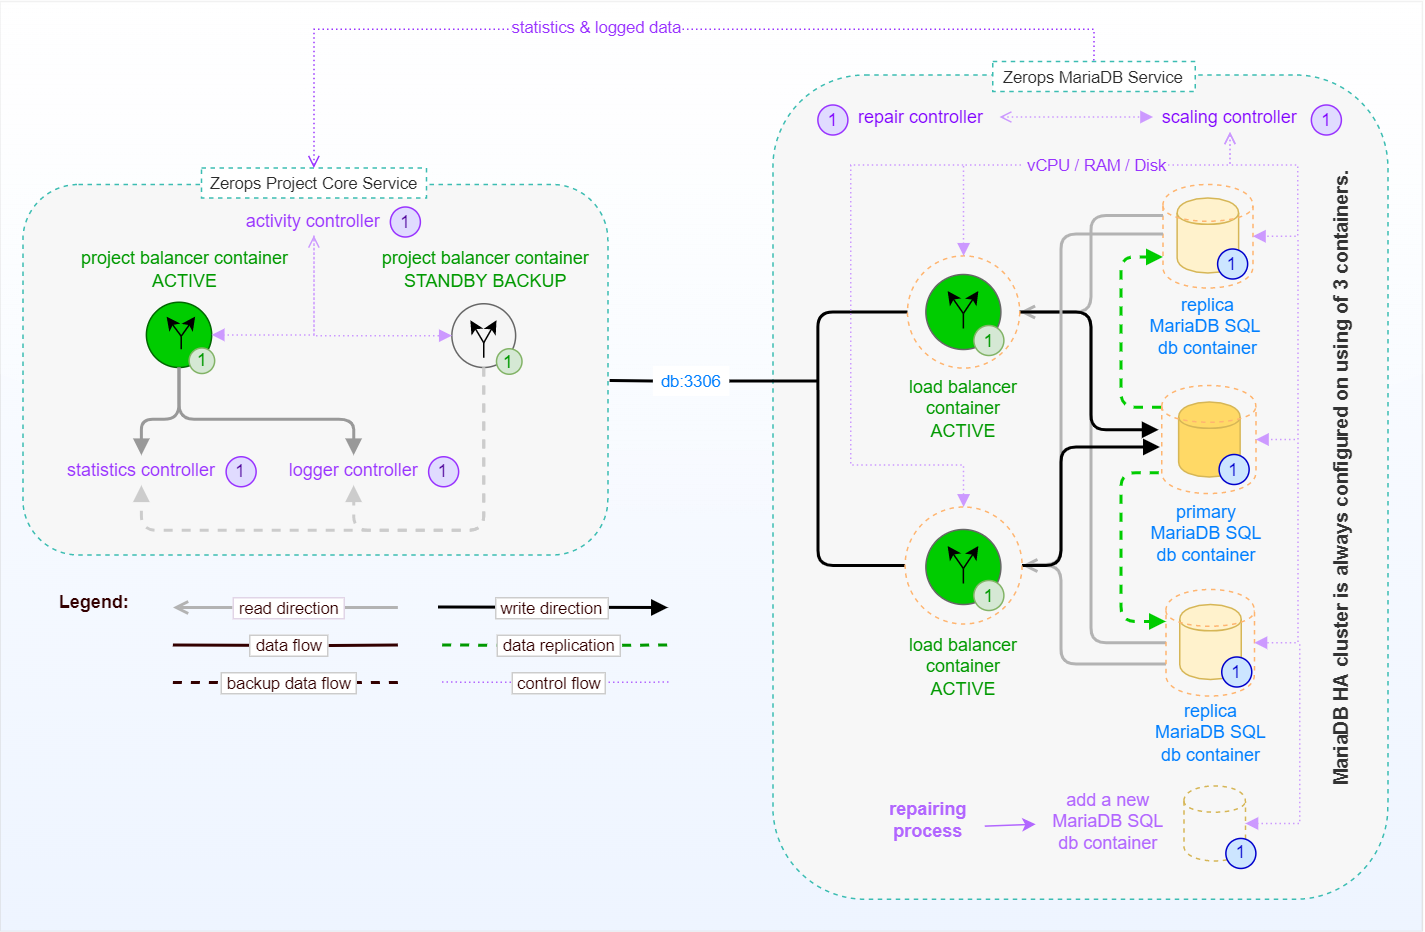 statistics & logged data
Zerops MariaDB Service
1
repair controller
scaling controller
1
vCPU / RAM / Disk
Zerops Project Core Service
activity controller
1
project balancer container
ACTIVE
1
project balancer container
STANDBY BACKUP
1
statistics controller
1
logger controller
1
db:3306
1
load balancer
container
ACTIVE
1
load balancer
container
ACTIVE
1
replica
MariaDB SQL
db container
1
primary
MariaDB SQL
db container
1
replica
MariaDB SQL
db container
MariaDB HA cluster is always configured on using of 3 containers.
repairing
process
add a new
MariaDB SQL
db container
1
Legend:
read direction
write direction
data flow
data replication
backup data flow
control flow